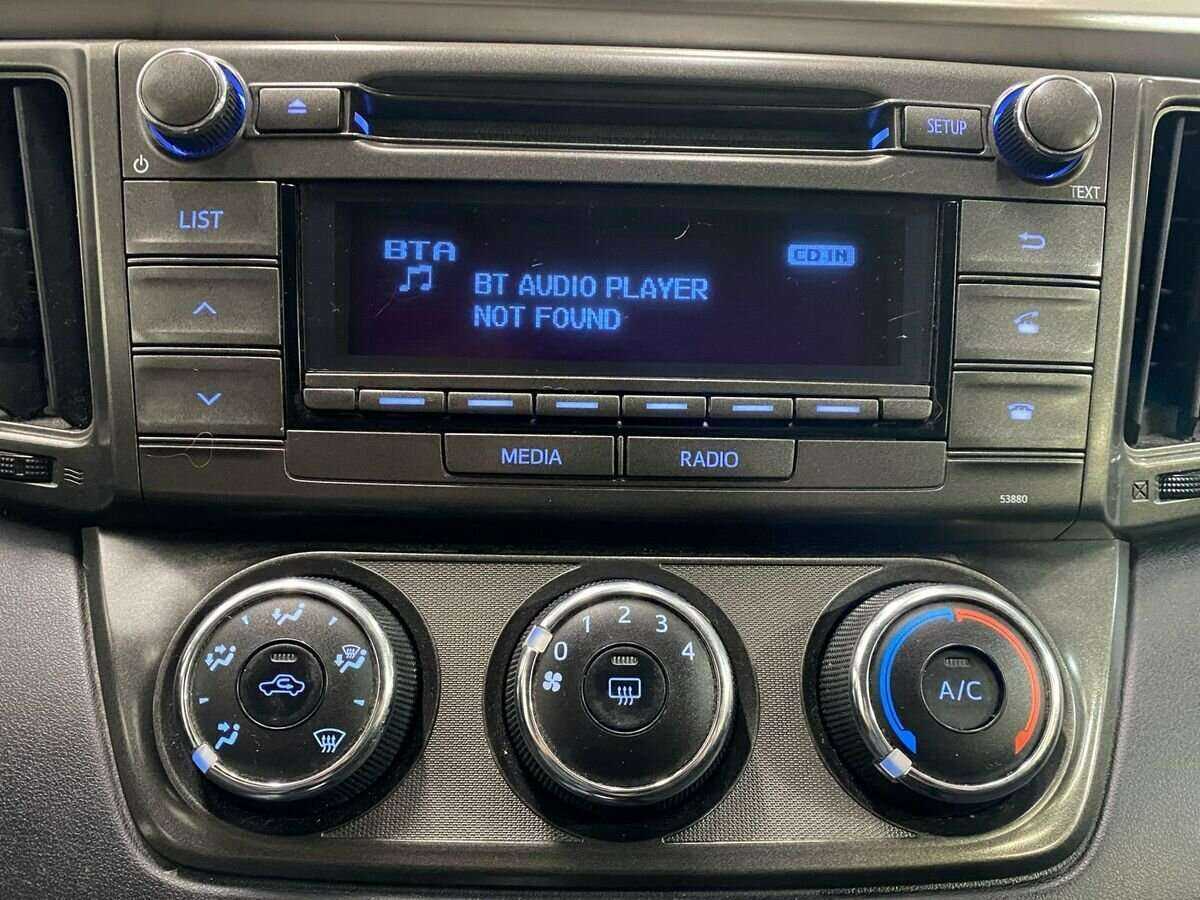 SETUP
TEXT
LIST
BTA
CD-IN
BT AUDIO PLAYER
NOT FOUND
MEDIA
RADIO
53880
0 1 2 3 4
A/C